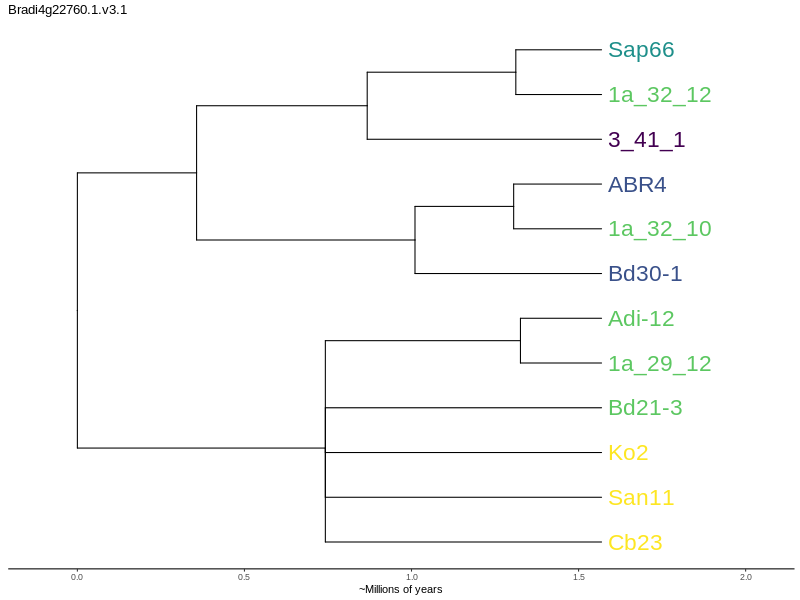 Bradi4g22760.1.v3.1
Sap66
1a_32_12
3_41_1
ABR4
1a_32_10
Bd30-1
Adi-12
1a_29_12
Bd21-3
Ko2
San11
Cb23
0.0 0.5 1.0 1.5 2.0
~Millions of years